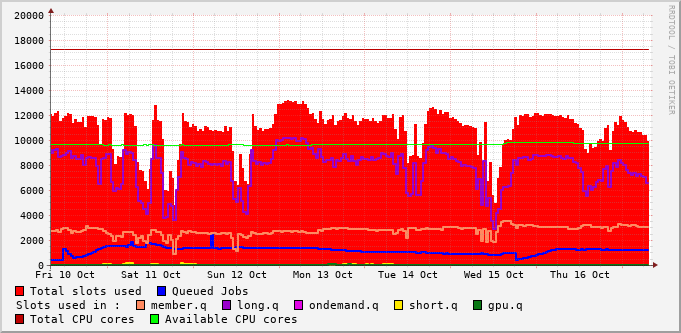 20000
18000
16000
14000
12000
10000
8000
6000
4000
2000
0
Fri 10 Oct Sat 11 Oct Sun 12 Oct Mon 13 Oct Tue 14 Oct Wed 15 Oct Thu 16 Oct
Total slots used Queued Jobs
Slots used in : member.q long.q ondemand.q short.q gpu.q
Total CPU cores Available CPU cores
RRDTOOL / TOBI OETIKER